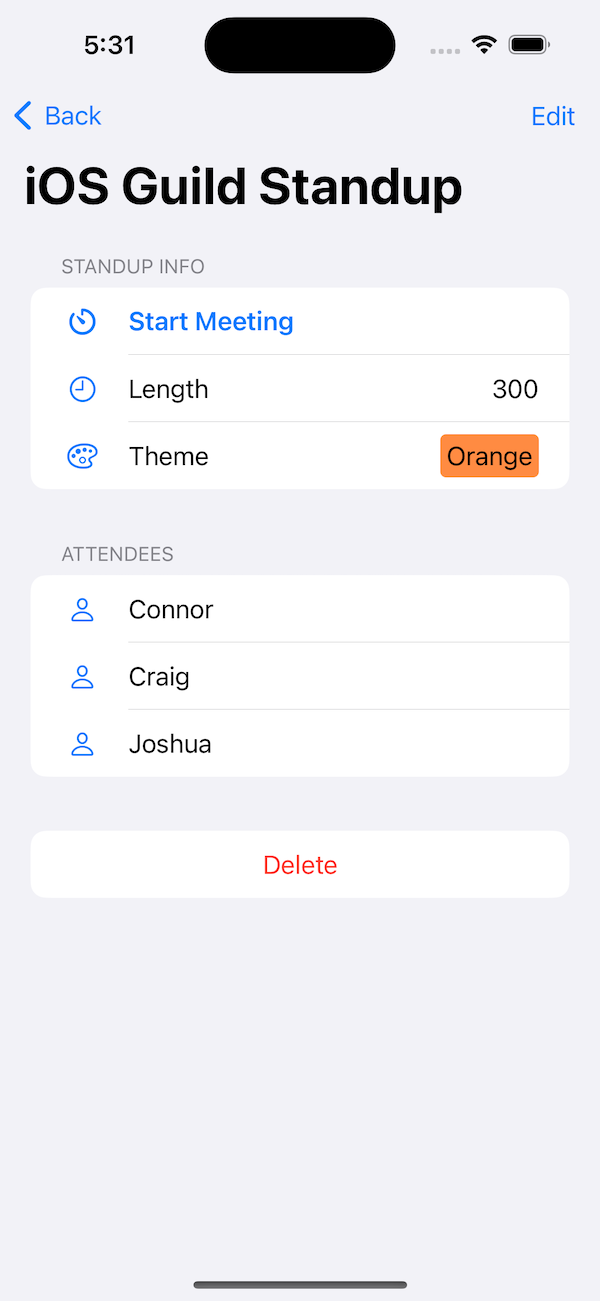 5:31
Back Edit
iOS Guild Standup
STANDUP INFO
Start Meeting
Length 300
Theme Orange
ATTENDEES
Connor
Craig
Joshua
Delete